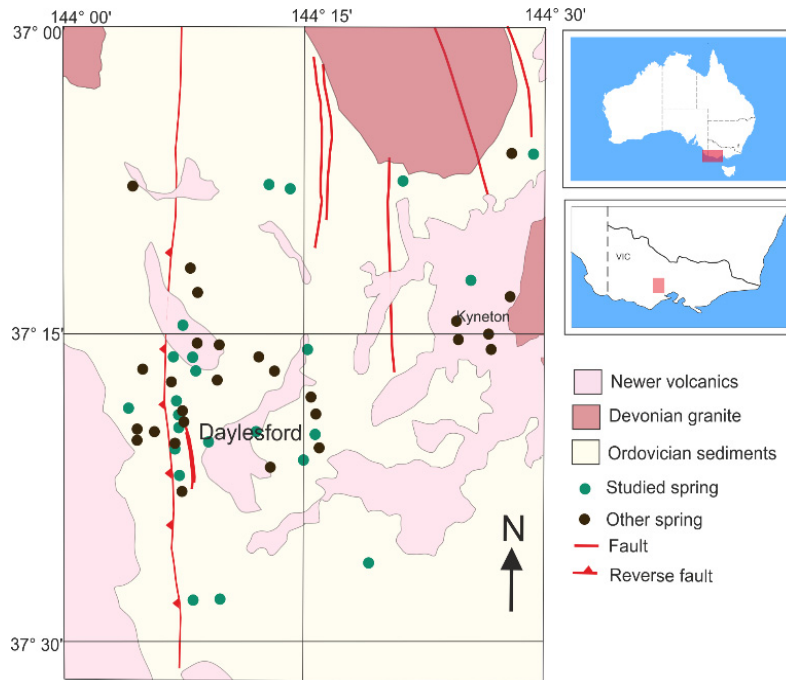 144° 00'
144° 15'
144° 30'
37° 00'
37° 15'
37° 30'
Kyneton
Daylesford
N
VIC
Newer volcanics
Devonian granite
Ordovician sediments
Studied spring
Other spring
Fault
Reverse fault